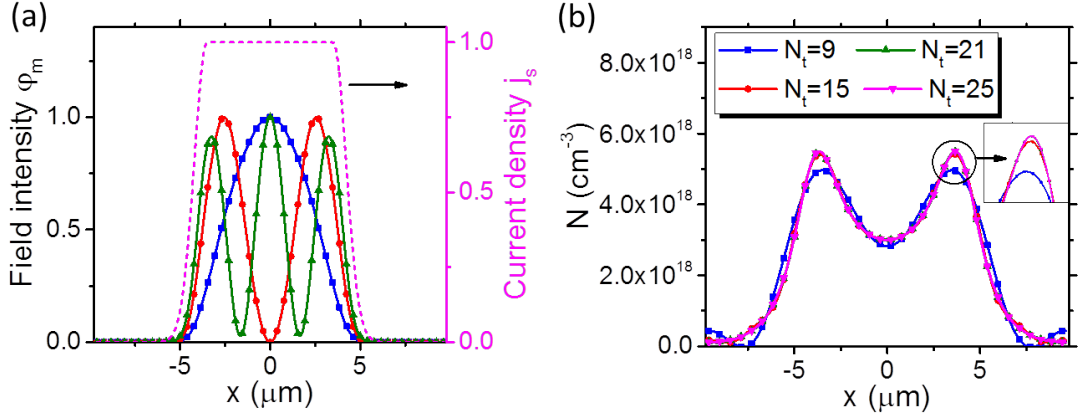 (a)
Field intensity φm
1.0
0.5
0.0
-5
0
5
x (μm)
1.0
0.5
0.0
Current density js
(b)
N (cm-3)
8.0x10^18
6.0x10^18
4.0x10^18
2.0x10^18
0.0
Nt=9
Nt=21
Nt=15
Nt=25
-5
0
5
x (μm)